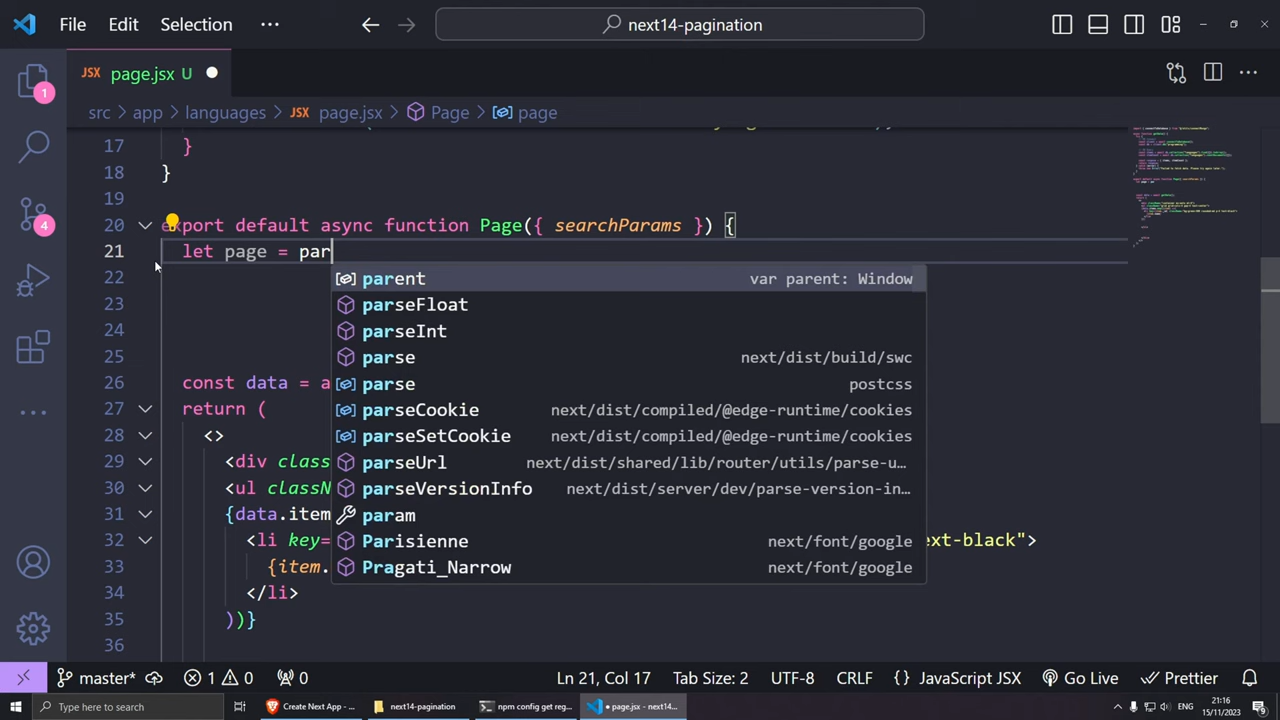 File Edit Selection ··· next14-pagination
JSX page.jsx U
src > app > languages > JSX page.jsx > Page > page
17 }
18 }
19
20 export default async function Page({ searchParams }) {
21 let page = par
22 parent var parent: Window
23 parseFloat
24 parseInt
25 parse next/dist/build/swc
parse postcss
26 const data = a
27 return ( parseCookie next/dist/compiled/@edge-runtime/cookies
28 <> parseSetCookie next/dist/compiled/@edge-runtime/cookies
29 <div class parseUrl next/dist/shared/lib/router/utils/parse-u…
30 <ul classN parseVersionInfo next/dist/server/dev/parse-version-in…
31 {data.item param
32 <li key= Parisienne next/font/google ext-black">
33 {item. Pragati_Narrow next/font/google
34 </li>
35 ))}
36
1
4
master* 1 0 0 Ln 21, Col 17 Tab Size: 2 UTF-8 CRLF {} JavaScript JSX Go Live Prettier
Type here to search Create Next App - ... next14-pagination npm config get reg... page.jsx - next14... ENG 21:16
15/11/2023